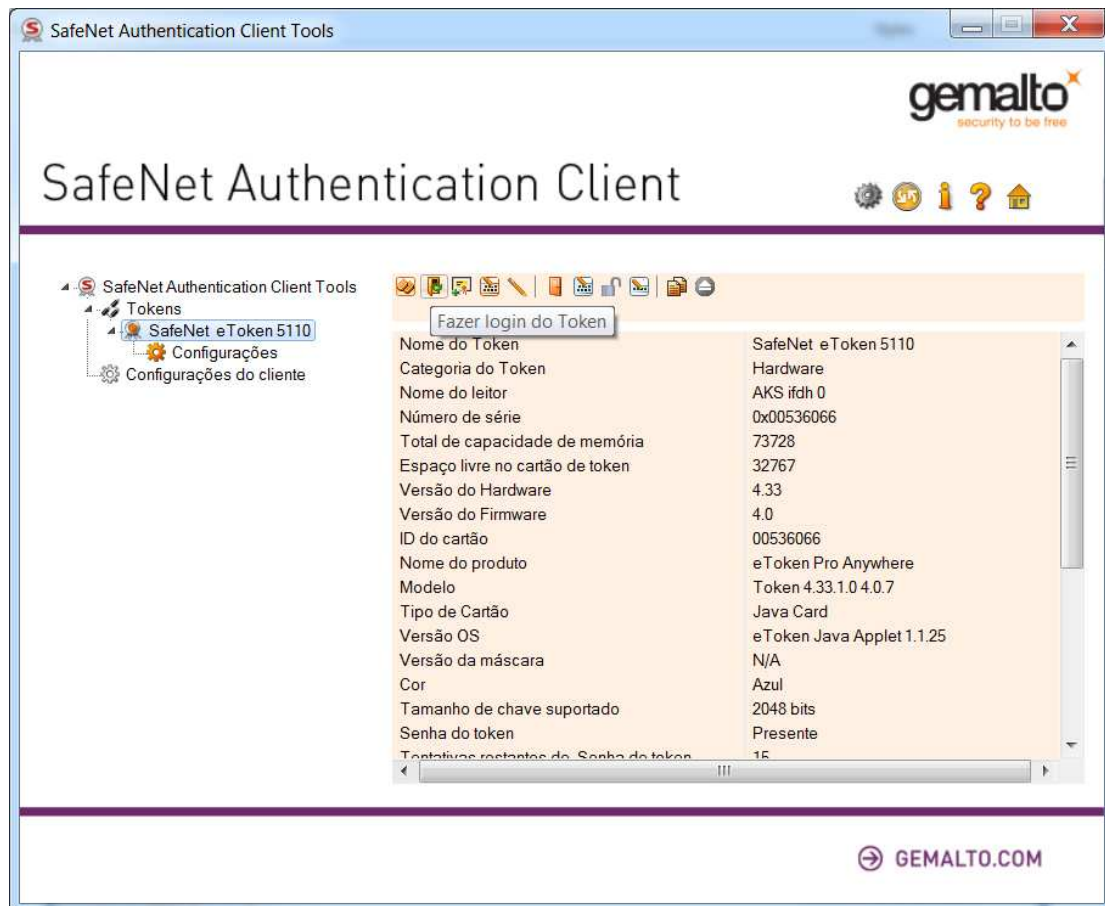 SafeNet Authentication Client Tools
gemalto
security to be free
SafeNet Authentication Client
SafeNet Authentication Client Tools
Tokens
SafeNet eToken 5110
Configurações
Configurações do cliente
Fazer login do Token
Nome do Token SafeNet eToken 5110
Categoria do Token Hardware
Nome do leitor AKS ifdh 0
Número de série 0x00536066
Total de capacidade de memória 73728
Espaço livre no cartão de token 32767
Versão do Hardware 4.33
Versão do Firmware 4.0
ID do cartão 00536066
Nome do produto eToken Pro Anywhere
Modelo Token 4.33.1.0 4.0.7
Tipo de Cartão Java Card
Versão OS eToken Java Applet 1.1.25
Versão da máscara N/A
Cor Azul
Tamanho de chave suportado 2048 bits
Senha do token Presente
Tentativas restantes de Senha do token 15
GEMALTO.COM